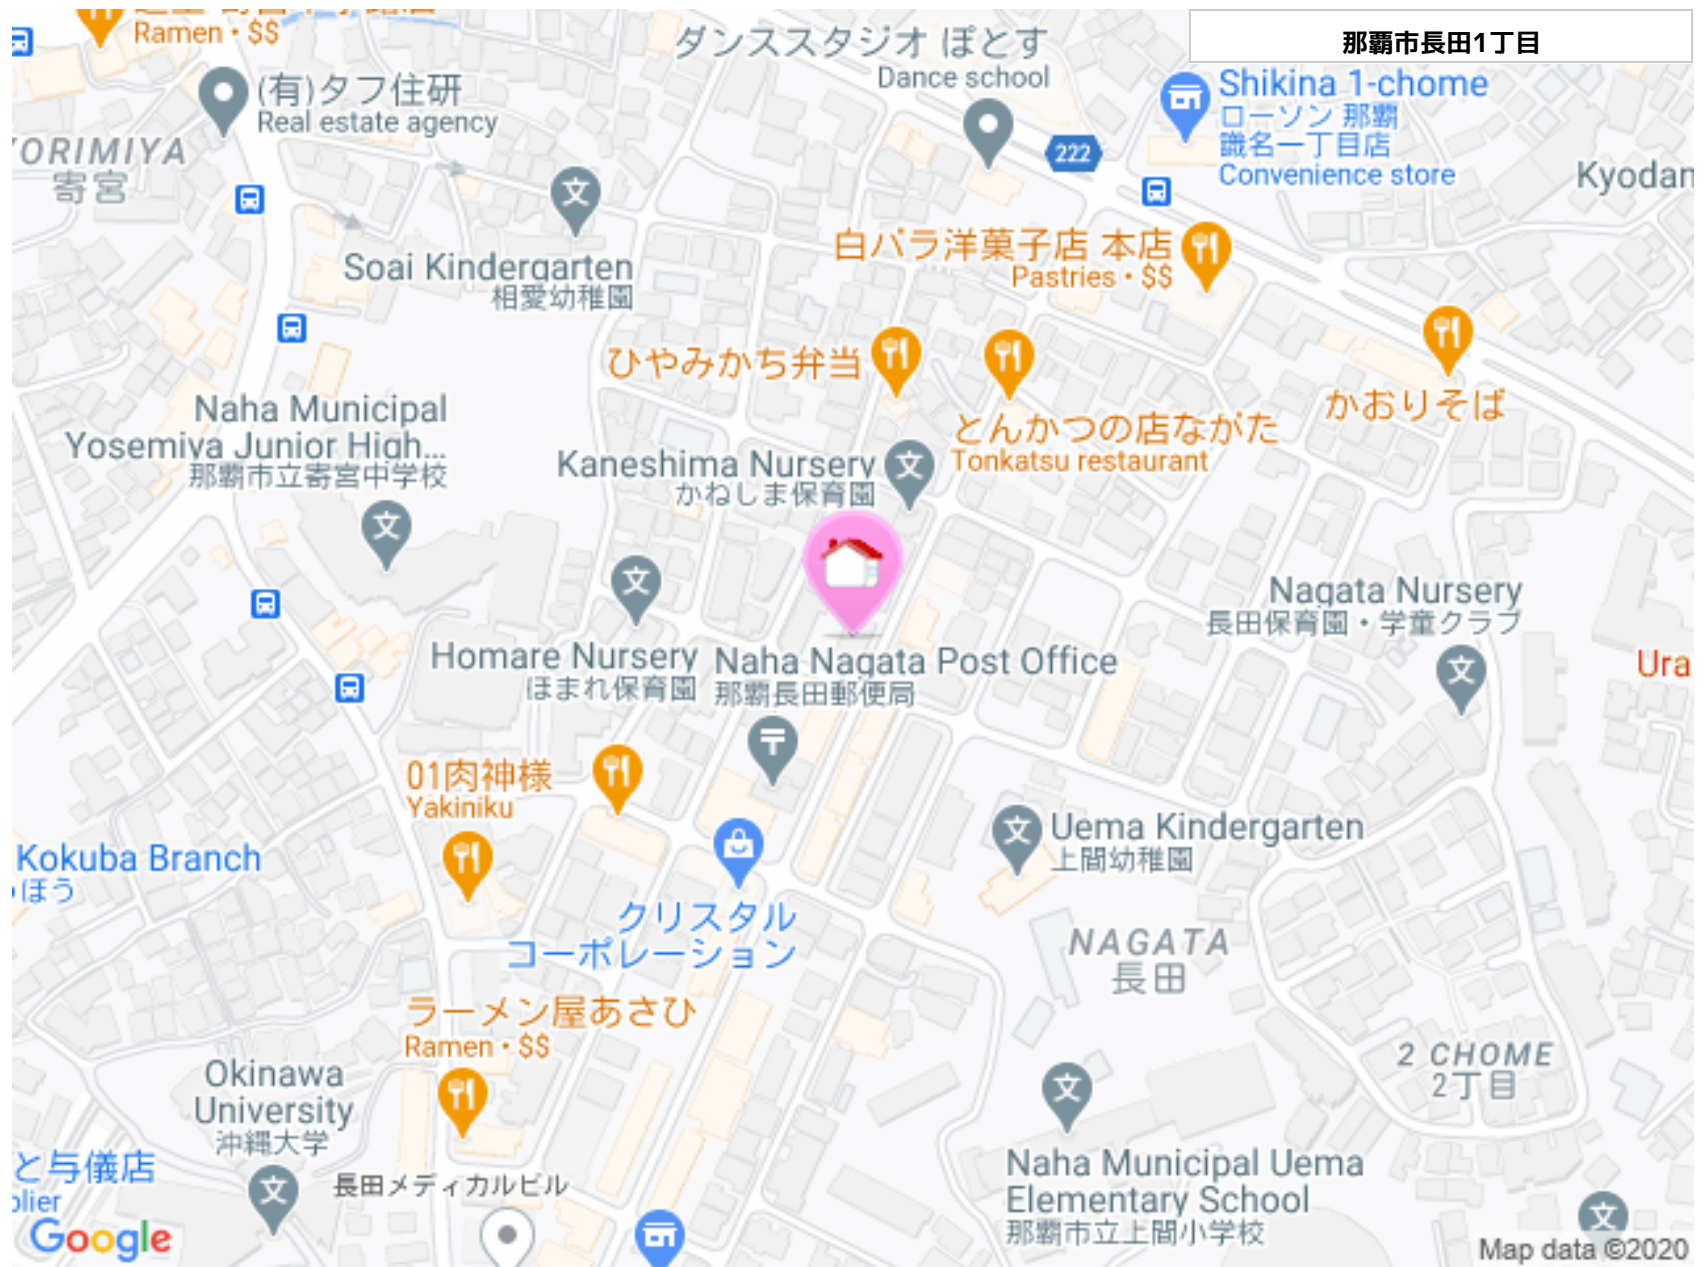 Ramen • $$
那覇市長田1丁目
ダンススタジオ ぽとす
Dance school
(有)タフ住研
Real estate agency
Shikina 1-chome
ローソン 那覇
識名一丁目店
Convenience store
222
YORIMIYA
寄宮
Kyodan
Soai Kindergarten
相愛幼稚園
白バラ洋菓子店 本店
Pastries • $$
ひやみかち弁当
とんかつの店ながた
Tonkatsu restaurant
かおりそば
Naha Municipal
Yosemiya Junior High...
那覇市立寄宮中学校
Kaneshima Nursery
かねしま保育園
Nagata Nursery
長田保育園・学童クラブ
Homare Nursery
ほまれ保育園
Naha Nagata Post Office
那覇長田郵便局
Ura
01肉神様
Yakiniku
Uema Kindergarten
上間幼稚園
Kokuba Branch
ほう
クリスタル
コーポレーション
NAGATA
長田
ラーメン屋あさひ
Ramen • $$
2 CHOME
2丁目
Okinawa
University
沖縄大学
と与儀店
plier
長田メディカルビル
Naha Municipal Uema
Elementary School
那覇市立上間小学校
Google
Map data ©2020